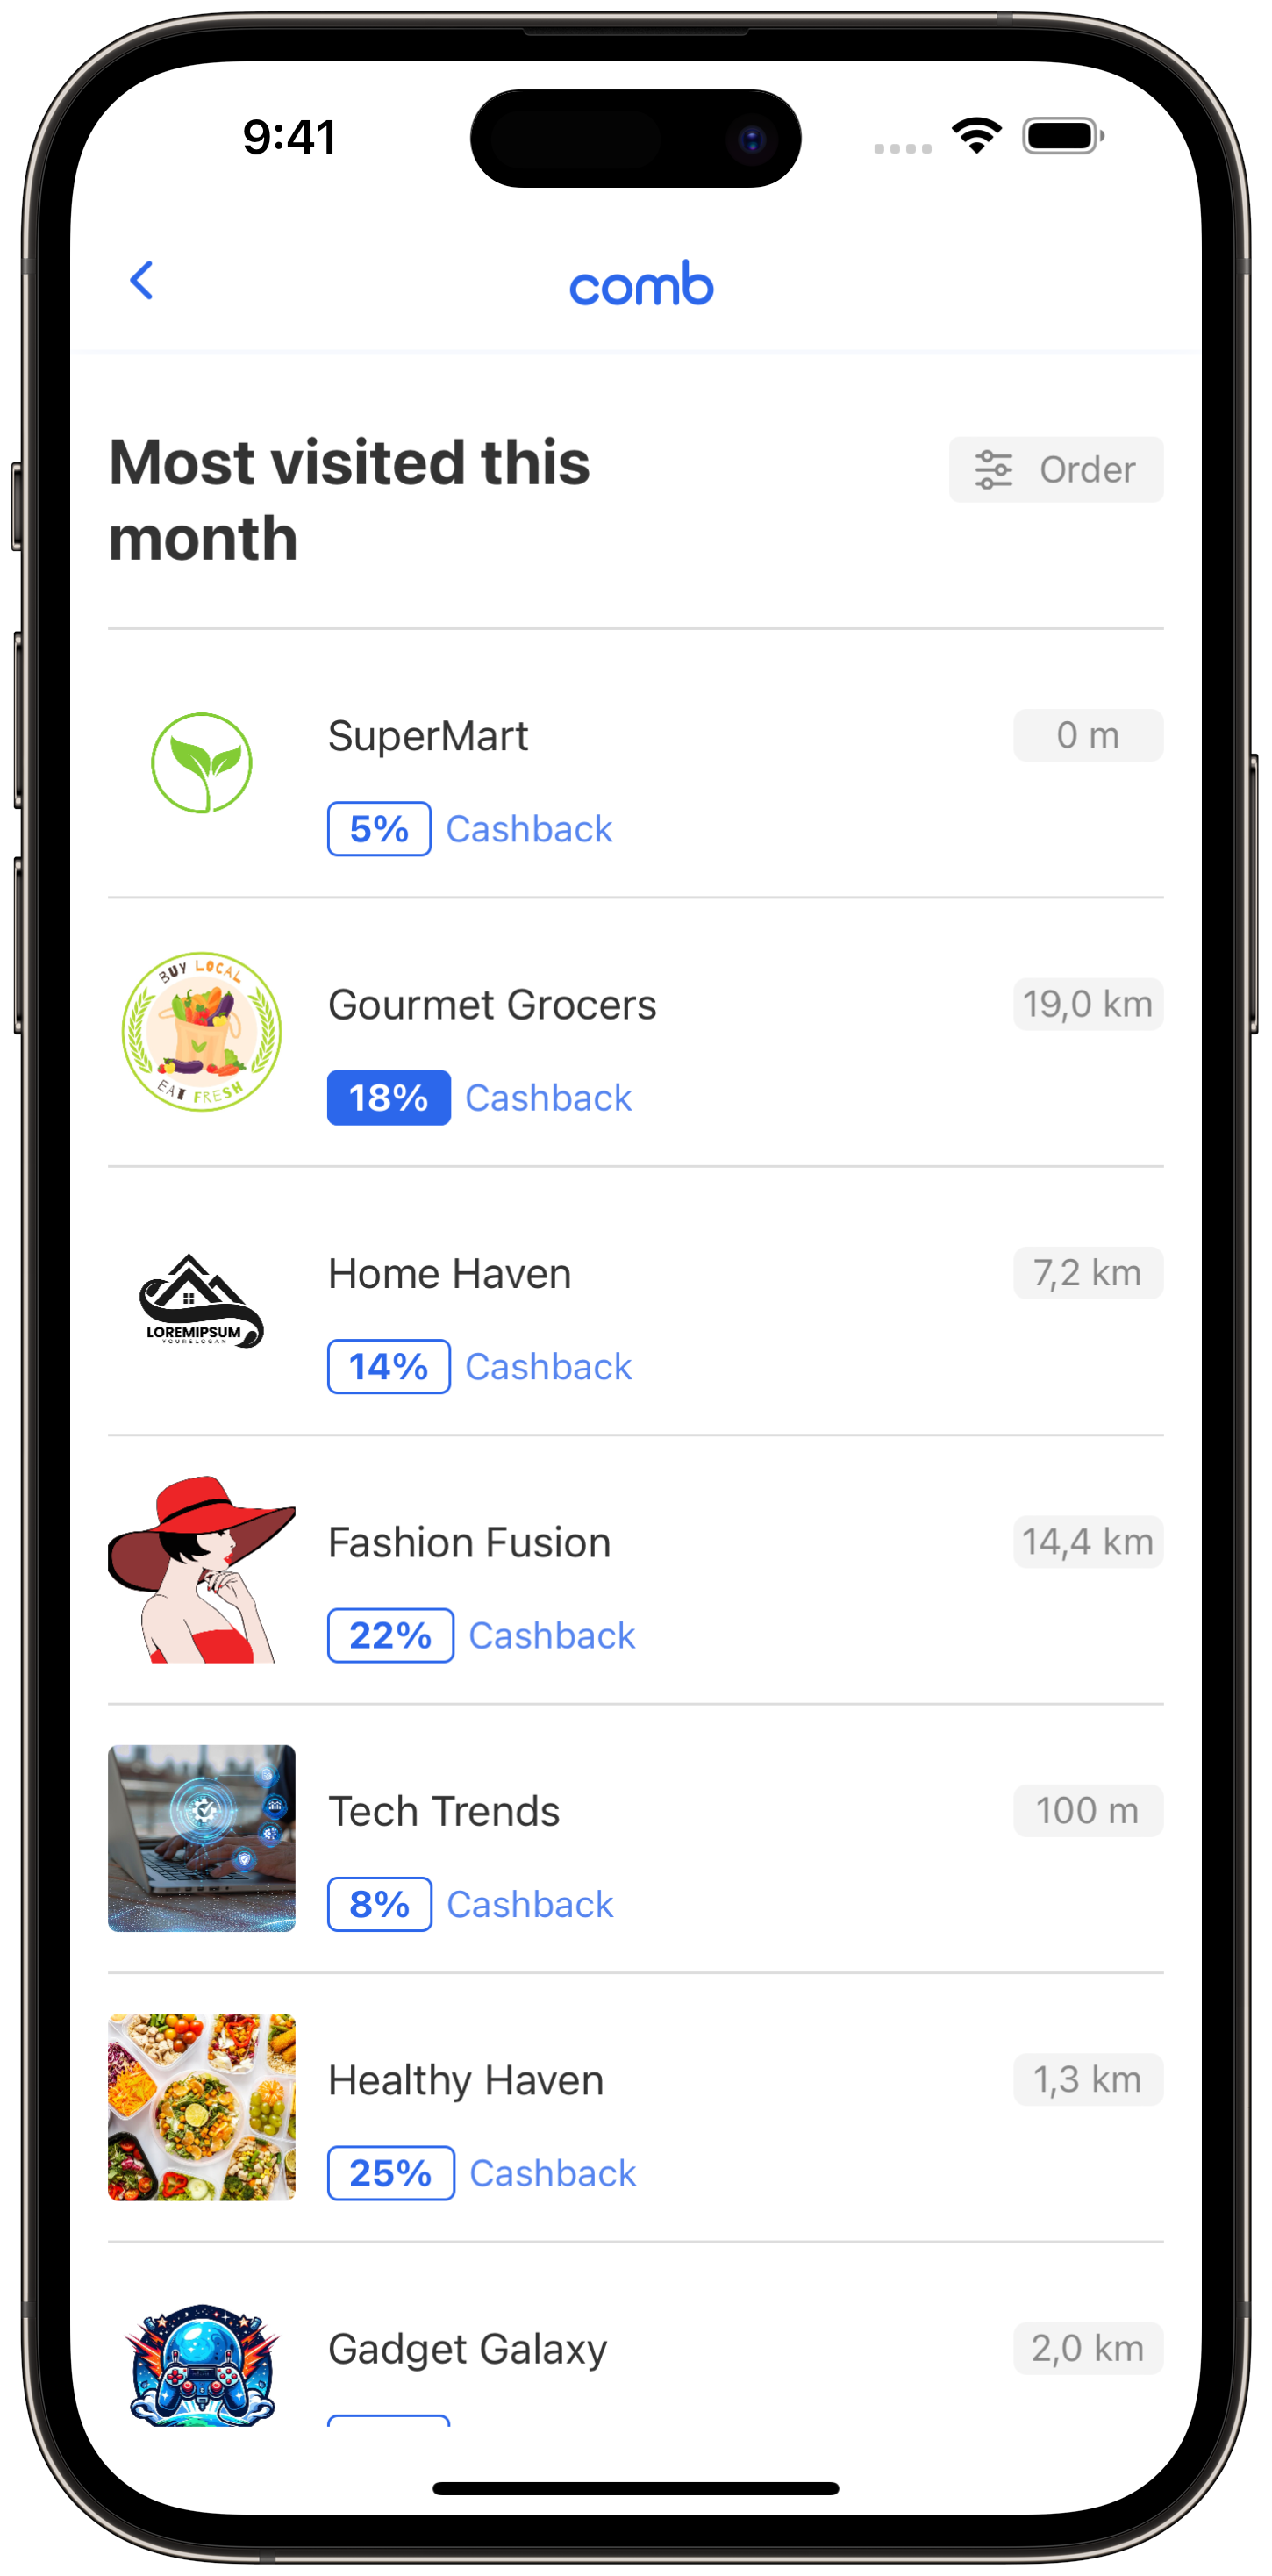 9:41
comb
Most visited this
month
Order
SuperMart
0 m
5% Cashback
BUY LOCAL
EAT FRESH
Gourmet Grocers
19,0 km
18% Cashback
LOREMIPSUM
YOURSLOGAN
Home Haven
7,2 km
14% Cashback
Fashion Fusion
14,4 km
22% Cashback
Tech Trends
100 m
8% Cashback
Healthy Haven
1,3 km
25% Cashback
Gadget Galaxy
2,0 km